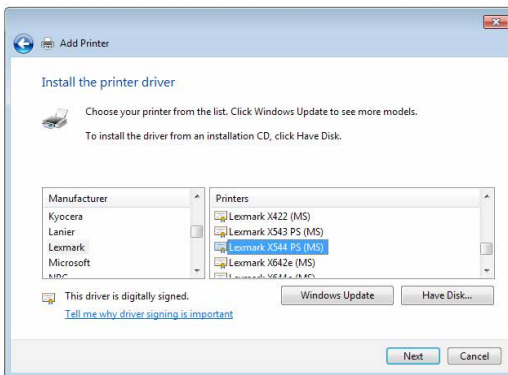 Add Printer
Install the printer driver
Choose your printer from the list. Click Windows Update to see more models.
To install the driver from an installation CD, click Have Disk.
Manufacturer
Kyocera
Lanier
Lexmark
Microsoft
Printers
Lexmark X422 (MS)
Lexmark X543 PS (MS)
Lexmark X544 PS (MS)
Lexmark X642e (MS)
This driver is digitally signed.
Tell me why driver signing is important
Windows Update
Have Disk...
Next
Cancel